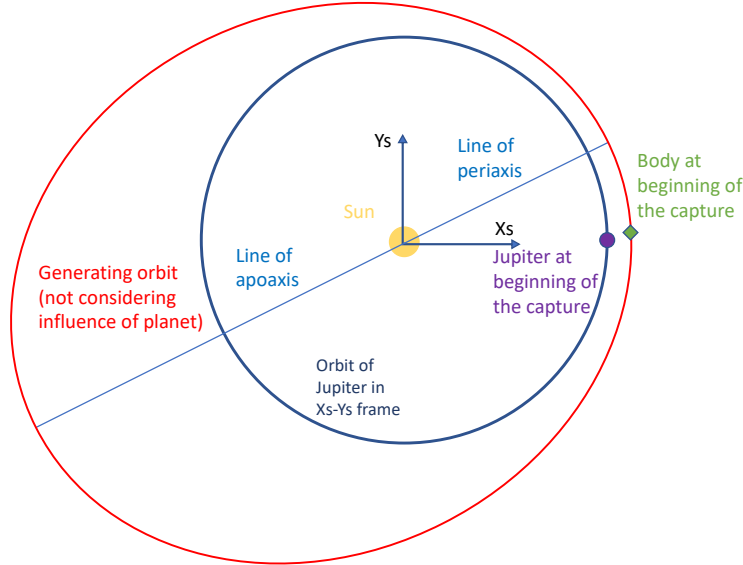 Ys
Line of
periaxis
Body at
beginning of
the capture
Sun
Xs
Jupiter at
beginning of
the capture
Line of
apoaxis
Generating orbit
(not considering
influence of planet)
Orbit of
Jupiter in
Xs-Ys frame